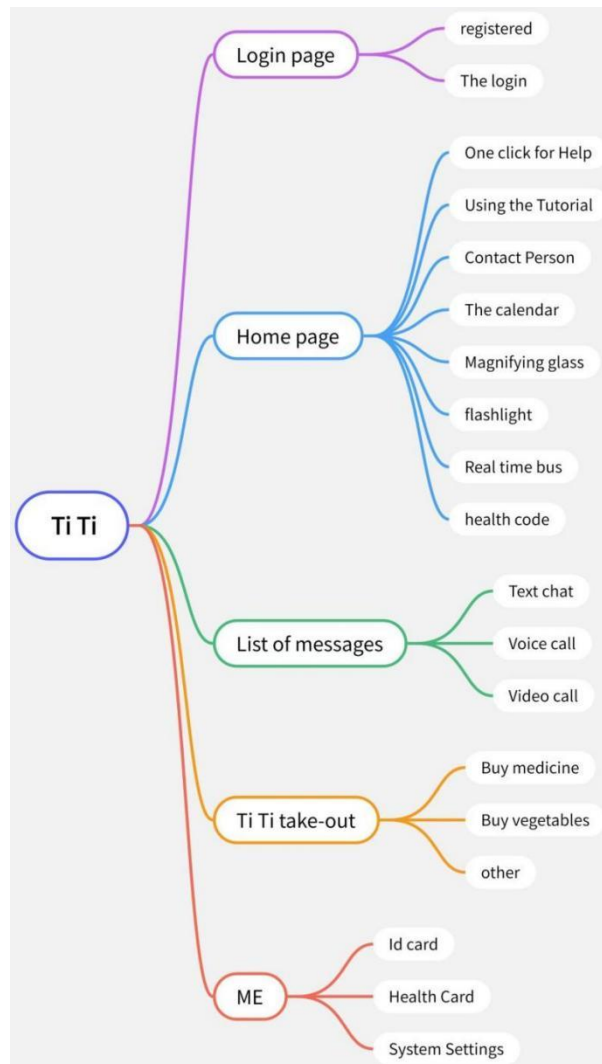 Ti Ti
Login page
registered
The login
Home page
One click for Help
Using the Tutorial
Contact Person
The calendar
Magnifying glass
flashlight
Real time bus
health code
List of messages
Text chat
Voice call
Video call
Ti Ti take-out
Buy medicine
Buy vegetables
other
ME
Id card
Health Card
System Settings